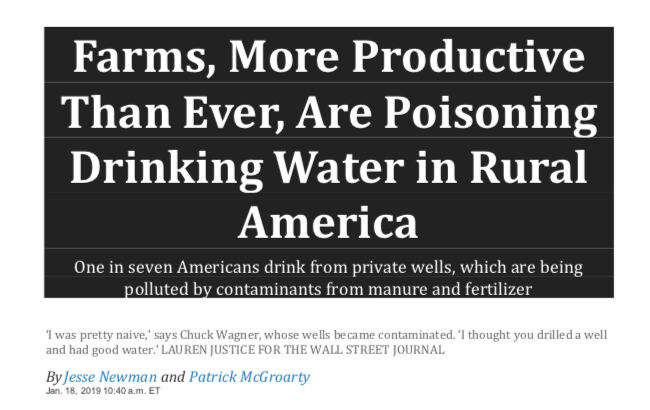 Farms, More Productive
Than Ever, Are Poisoning
Drinking Water in Rural
America
One in seven Americans drink from private wells, which are being
polluted by contaminants from manure and fertilizer
‘I was pretty naive,’ says Chuck Wagner, whose wells became contaminated. ‘I thought you drilled a well
and had good water.’ LAUREN JUSTICE FOR THE WALL STREET JOURNAL
By Jesse Newman and Patrick McGroarty
Jan. 18, 2019 10:40 a.m. ET